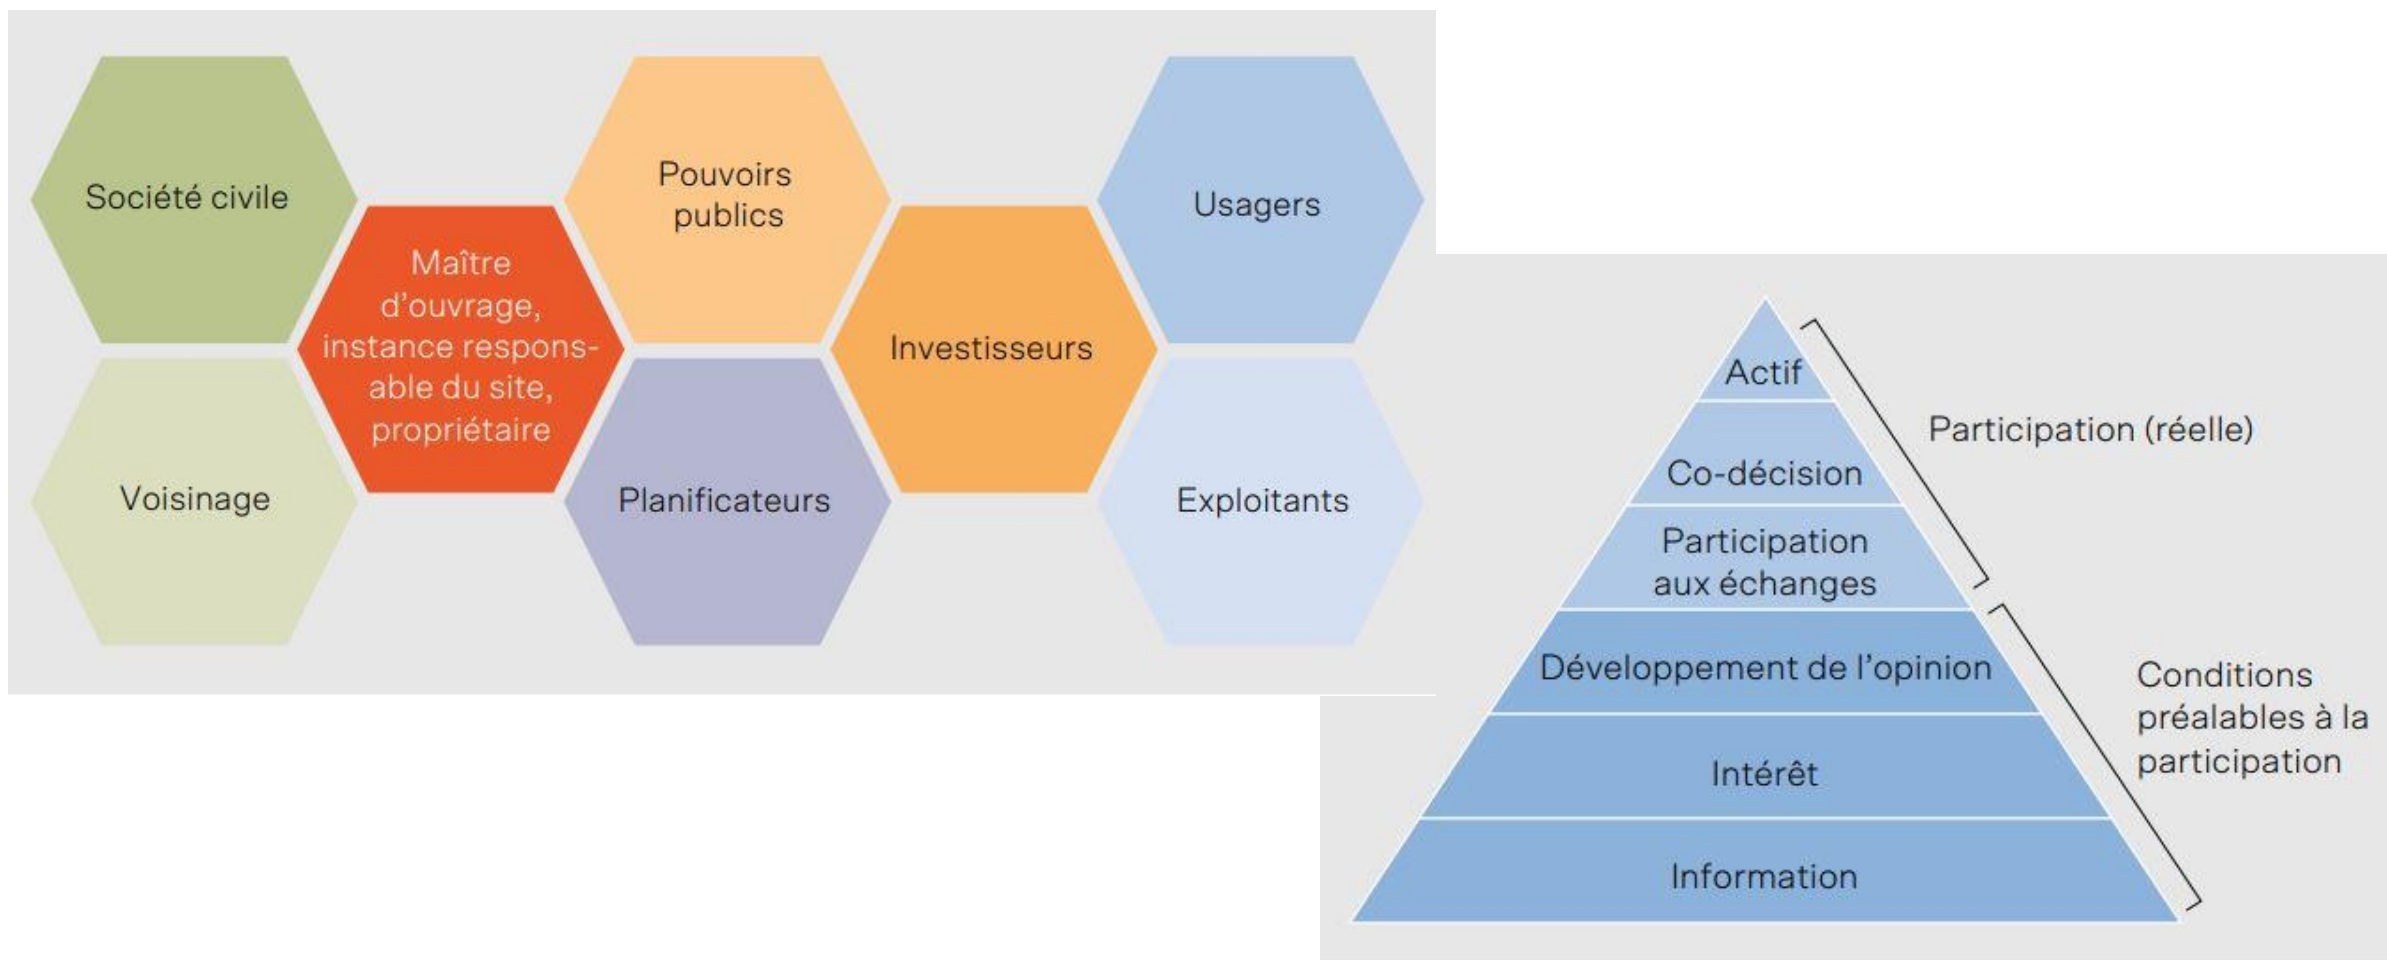 Société civile
Maître
d'ouvrage,
instance respons-
able du site,
propriétaire
Pouvoirs
publics
Investisseurs
Usagers
Voisinage
Planificateurs
Exploitants
Actif
Co-décision
Participation
aux échanges
Développement de l'opinion
Intérêt
Information
Participation (réelle)
Conditions
préalables à la
participation